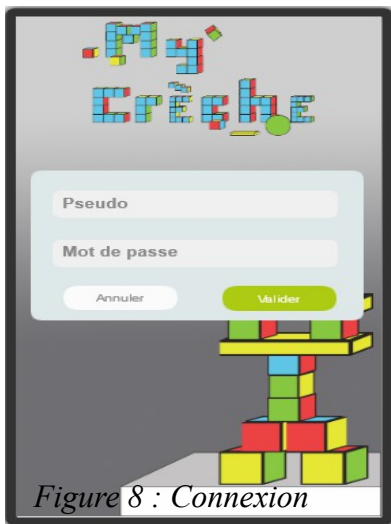 My
Crèche
Pseudo
Mot de passe
Annuler Valider
Figure 8 : Connexion